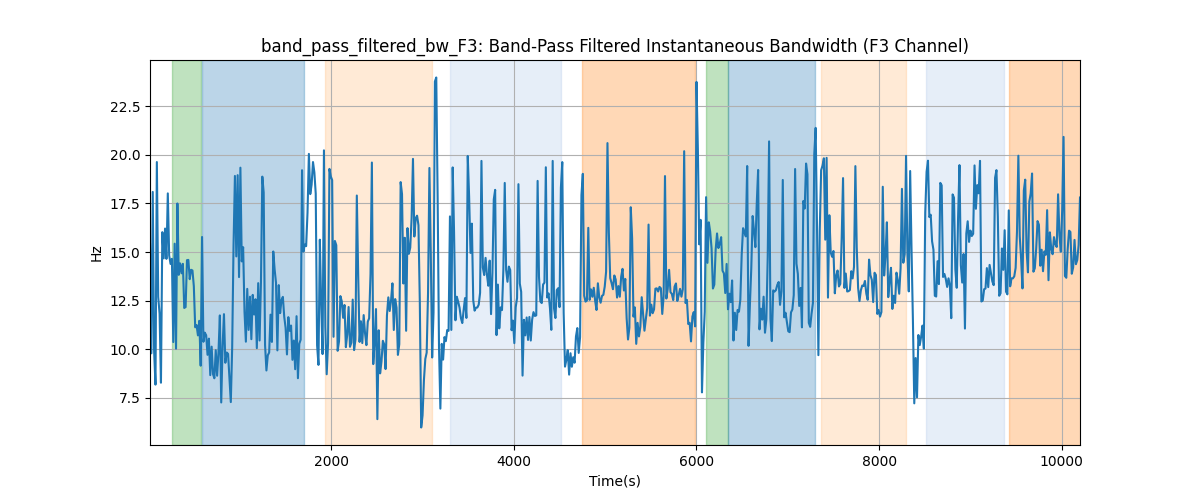 band_pass_filtered_bw_F3: Band-Pass Filtered Instantaneous Bandwidth (F3 Channel)
22.5
20.0
17.5
15.0
12.5
10.0
7.5
Hz
2000 4000 6000 8000 10000
Time(s)